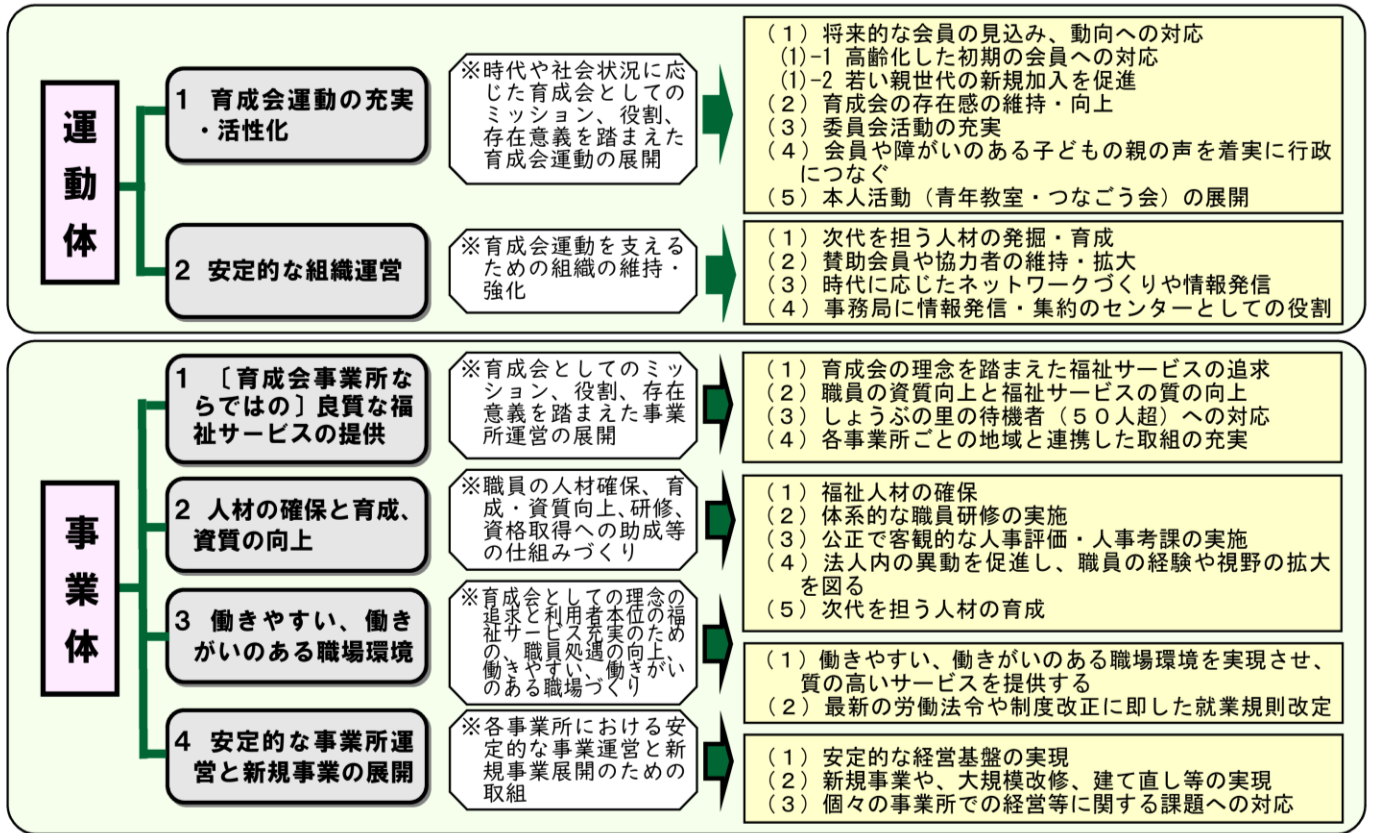 運動体
1 育成会運動の充実
・活性化
※時代や社会状況に応
じた育成会としての
ミッション、役割、
存在意義を踏まえた
育成会運動の展開
（１）将来的な会員の見込み、動向への対応
(1)-1 高齢化した初期の会員への対応
(1)-2 若い親世代の新規加入を促進
（２）育成会の存在感の維持・向上
（３）委員会活動の充実
（４）会員や障がいのある子どもの親の声を着実に行政
につなぐ
（５）本人活動（青年教室・つなごう会）の展開
2 安定的な組織運営
※育成会運動を支える
ための組織の維持・
強化
（１）次代を担う人材の発掘・育成
（２）賛助会員や協力者の維持・拡大
（３）時代に応じたネットワークづくりや情報発信
（４）事務局に情報発信・集約のセンターとしての役割
事業体
1 〔育成会事業所な
らではの〕良質な福
祉サービスの提供
※育成会としてのミッ
ション、役割、存在
意義を踏まえた事業
所運営の展開
（１）育成会の理念を踏まえた福祉サービスの追求
（２）職員の資質向上と福祉サービスの質の向上
（３）しょうぶの里の待機者（５０人超）への対応
（４）各事業所ごとの地域と連携した取組の充実
2 人材の確保と育成、
資質の向上
※職員の人材確保、育
成・資質向上、研修、
資格取得への助成等
の仕組みづくり
（１）福祉人材の確保
（２）体系的な職員研修の実施
（３）公正で客観的な人事評価・人事考課の実施
（４）法人内の異動を促進し、職員の経験や視野の拡大
を図る
（５）次代を担う人材の育成
3 働きやすい、働き
がいのある職場環境
※育成会としての理念の
追求と利用者本位の福
祉サービス充実のため
の、職員処遇の向上、
働きやすい、働きがい
のある職場づくり
（１）働きやすい、働きがいのある職場環境を実現させ、
質の高いサービスを提供する
（２）最新の労働法令や制度改正に即した就業規則改定
4 安定的な事業所運
営と新規事業の展開
※各事業所における安
定的な事業運営と新
規事業展開のための
取組
（１）安定的な経営基盤の実現
（２）新規事業や、大規模改修、建て直し等の実現
（３）個々の事業所での経営等に関する課題への対応